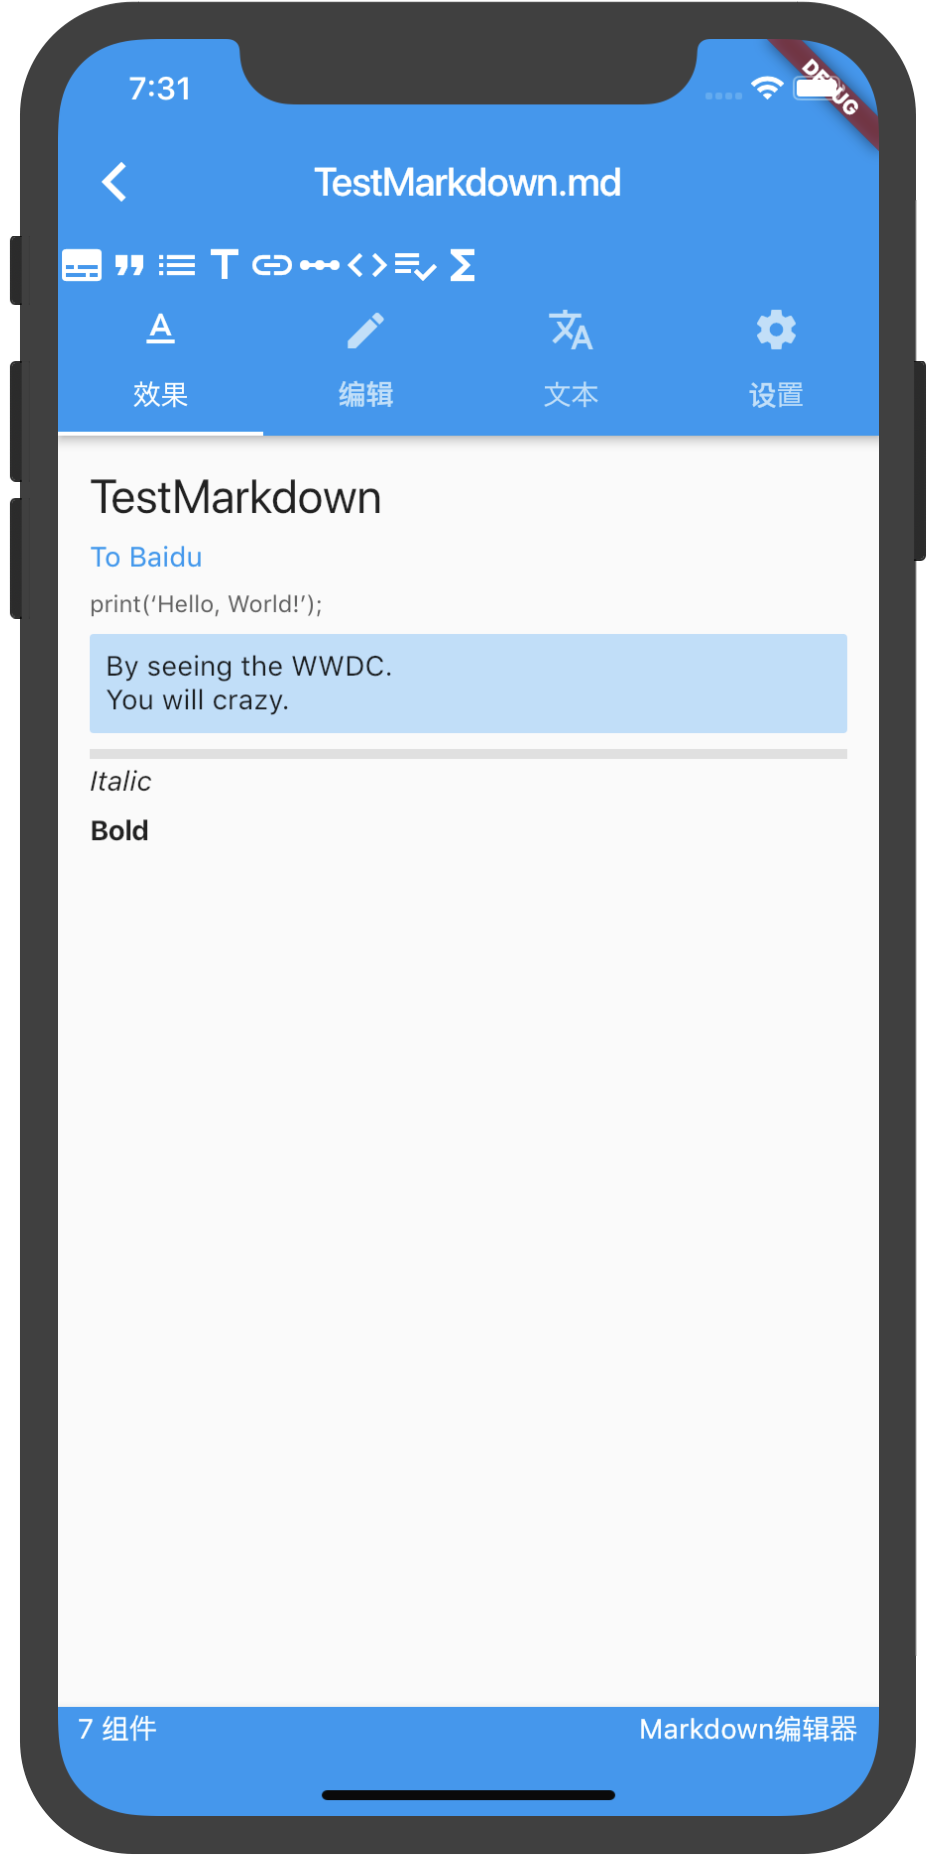 7:31
DEBUG
TestMarkdown.md
效果
编辑
文本
设置
TestMarkdown
To Baidu
print(‘Hello, World!’);
By seeing the WWDC.
You will crazy.
Italic
Bold
7 组件
Markdown编辑器